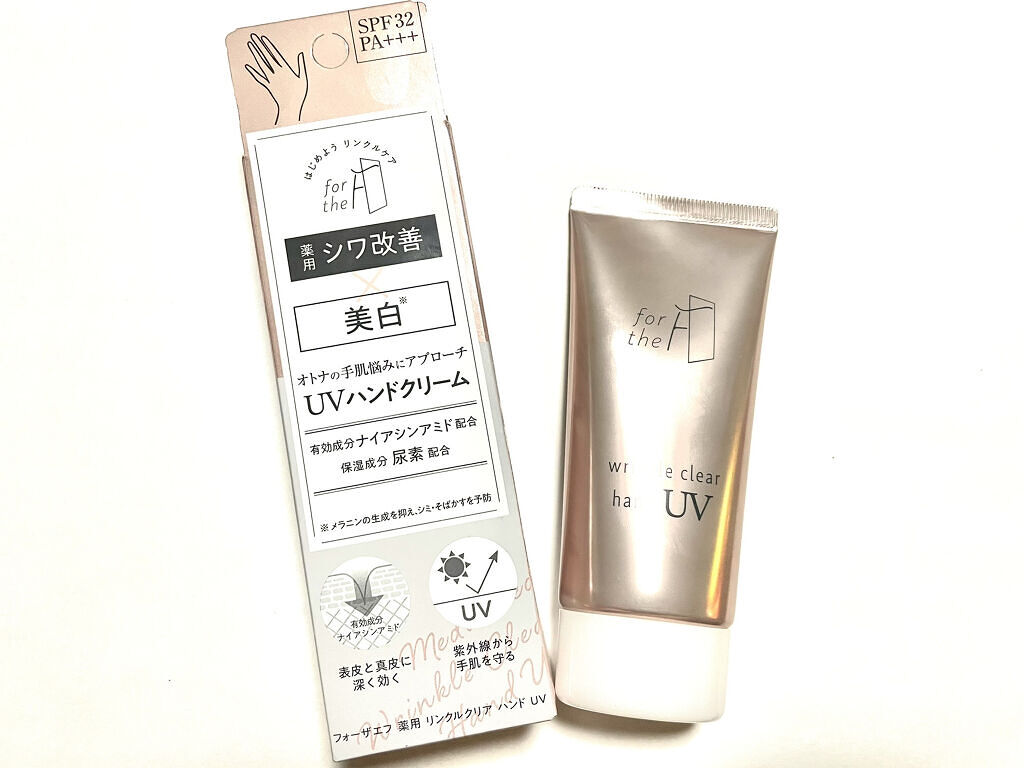 SPF32
PA+++
はじめよう リンクルケア
for
the F
薬用 シワ改善
×
美白※
オトナの手肌悩みにアプローチ
UVハンドクリーム
有効成分ナイアシンアミド配合
保湿成分 尿素 配合
※メラニンの生成を抑え、シミ・そばかすを予防
有効成分
ナイアシンアミド
表皮と真皮に
深く効く
UV
紫外線から
手肌を守る
Wrinkle
Hand
フォーザエフ 薬用 リンクルクリア ハンド UV
for
the F
clear
UV